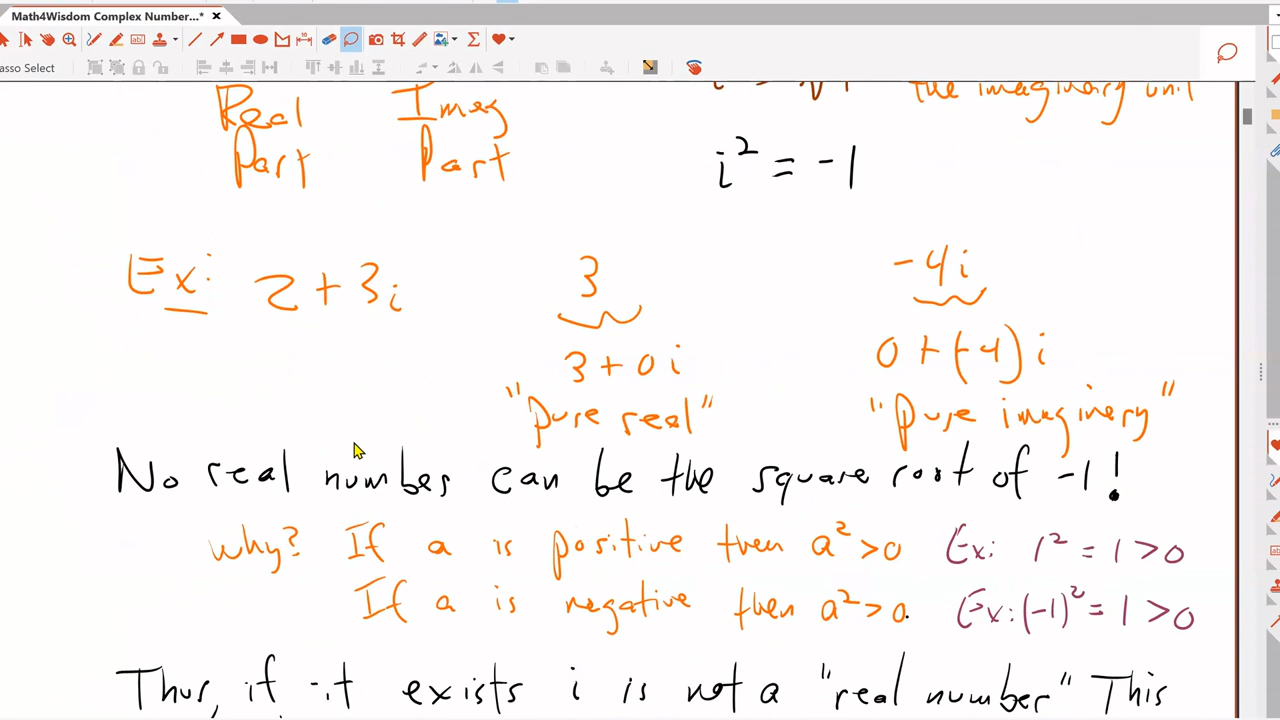 Math4Wisdom Complex Number...* ×
asso Select
Real Imag
Part Part
the imaginary unit
i² = -1
Ex: 2 + 3i 3 -4i
3 + 0i 0 + (-4)i
"pure real" "pure imaginery"
No real numbers can be the square root of -1!
why? If a is positive then a² > 0 Ex: 1² = 1 > 0
If a is negative then a² > 0. Ex: (-1)² = 1 > 0
Thus, if it exists i is not a "real number" This